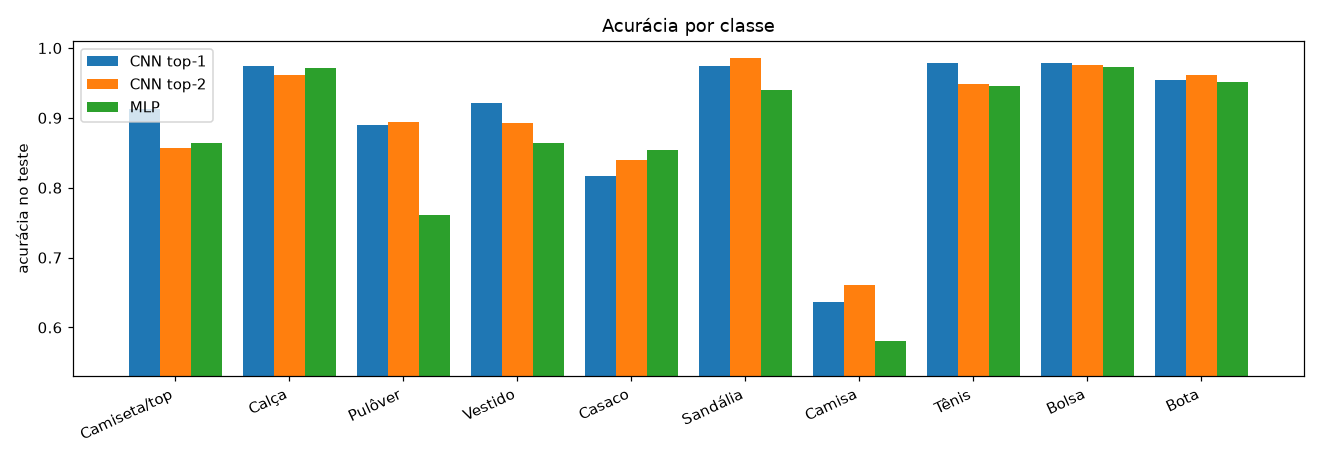 Acurácia por classe
CNN top-1
CNN top-2
MLP
acurácia no teste
1.0
0.9
0.8
0.7
0.6
Camiseta/top
Calça
Pulôver
Vestido
Casaco
Sandália
Camisa
Tênis
Bolsa
Bota